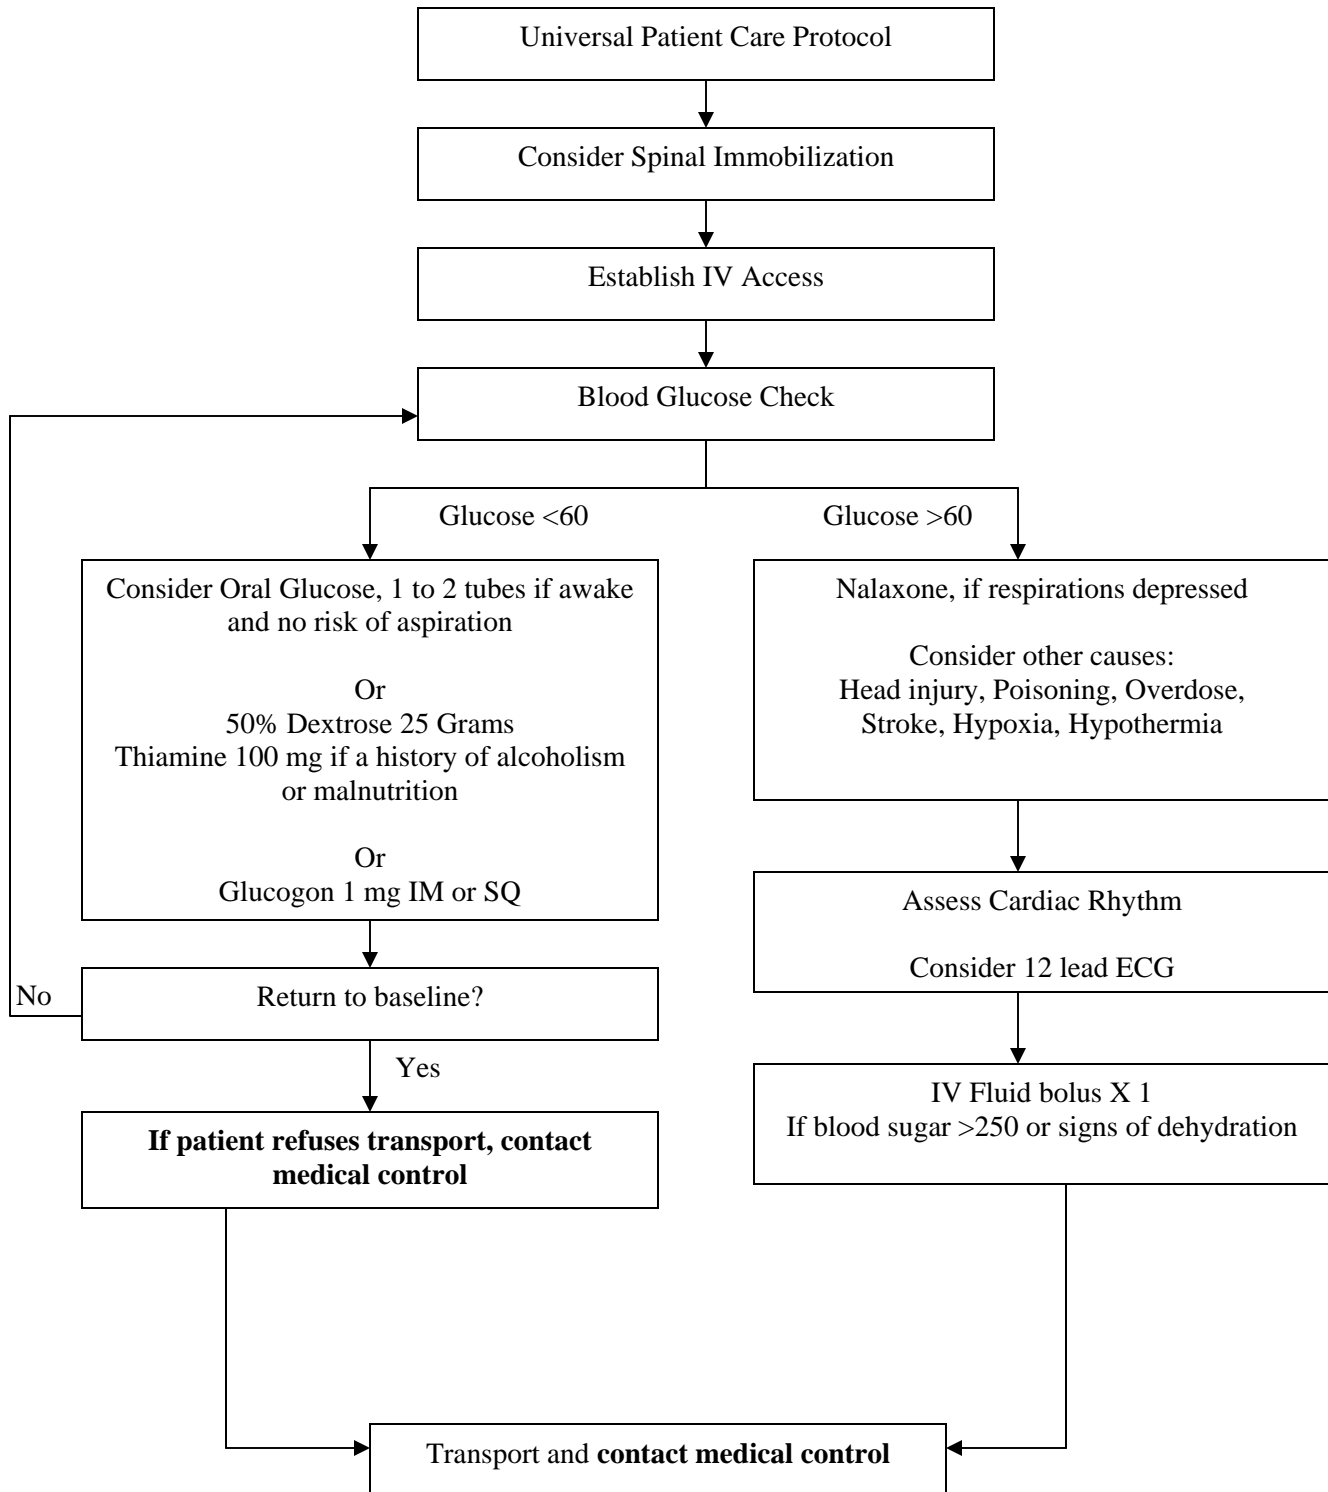 Universal Patient Care Protocol
Consider Spinal Immobilization
Establish IV Access
Blood Glucose Check
Glucose <60
Glucose >60
Consider Oral Glucose, 1 to 2 tubes if awake
and no risk of aspiration
Or
50% Dextrose 25 Grams
Thiamine 100 mg if a history of alcoholism
or malnutrition
Or
Glucogon 1 mg IM or SQ
Nalaxone, if respirations depressed
Consider other causes:
Head injury, Poisoning, Overdose,
Stroke, Hypoxia, Hypothermia
Assess Cardiac Rhythm
Consider 12 lead ECG
No
Return to baseline?
Yes
IV Fluid bolus X 1
If blood sugar >250 or signs of dehydration
If patient refuses transport, contact
medical control
Transport and contact medical control